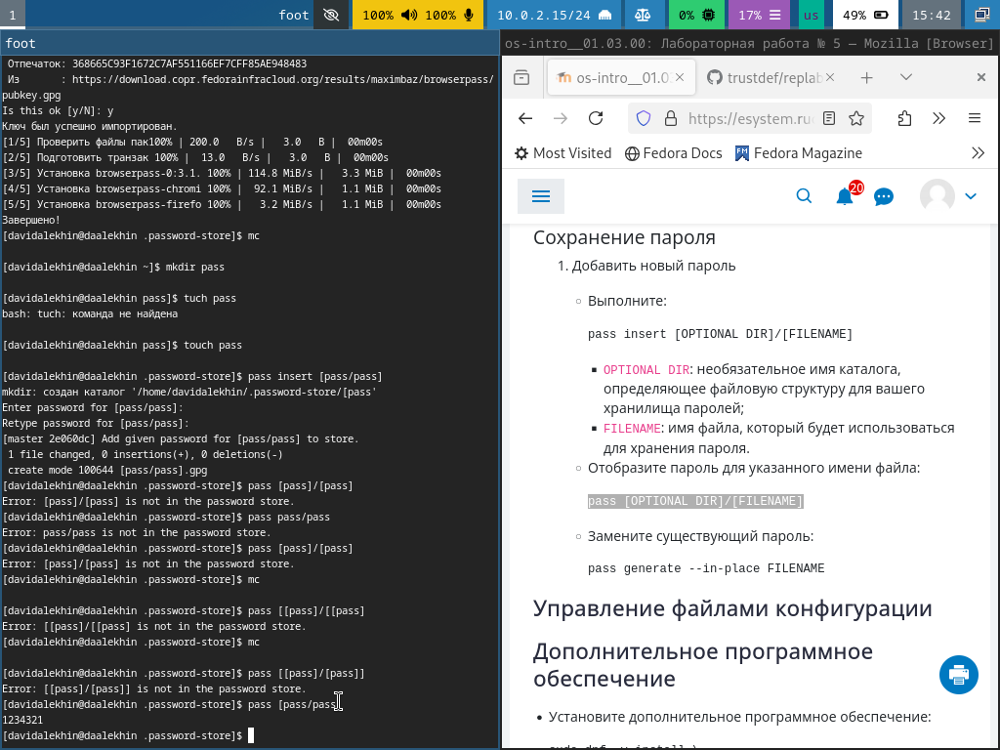 1
foot
100%
100%
10.0.2.15/24
0%
17%
us
49%
15:42
foot
Отпечаток: 368665C93F1672C7AF551166EF7CFF85AE948483
Из : https://download.copr.fedorainfracloud.org/results/maximbaz/browserpass/
pubkey.gpg
Is this ok [y/N]: y
Ключ был успешно импортирован.
[1/5] Проверить файлы пак100% | 200.0 B/s | 3.0 B | 00m00s
[2/5] Подготовить транзак 100% | 13.0 B/s | 3.0 B | 00m00s
[3/5] Установка browserpass-0:3.1. 100% | 114.8 MiB/s | 3.3 MiB | 00m00s
[4/5] Установка browserpass-chromi 100% | 92.1 MiB/s | 1.1 MiB | 00m00s
[5/5] Установка browserpass-firefo 100% | 3.2 MiB/s | 1.1 MiB | 00m00s
Завершено!
[davidalekhin@daalekhin .password-store]$ mc
[davidalekhin@daalekhin ~]$ mkdir pass
[davidalekhin@daalekhin pass]$ tuch pass
bash: tuch: команда не найдена
[davidalekhin@daalekhin pass]$ touch pass
[davidalekhin@daalekhin .password-store]$ pass insert [pass/pass]
mkdir: создан каталог '/home/davidalekhin/.password-store/[pass'
Enter password for [pass/pass]:
Retype password for [pass/pass]:
[master 2e060dc] Add given password for [pass/pass] to store.
1 file changed, 0 insertions(+), 0 deletions(-)
create mode 100644 [pass/pass].gpg
[davidalekhin@daalekhin .password-store]$ pass [pass]/[pass]
Error: [pass]/[pass] is not in the password store.
[davidalekhin@daalekhin .password-store]$ pass pass/pass
Error: pass/pass is not in the password store.
[davidalekhin@daalekhin .password-store]$ pass [pass]/[pass]
Error: [pass]/[pass] is not in the password store.
[davidalekhin@daalekhin .password-store]$ mc
[davidalekhin@daalekhin .password-store]$ pass [[pass]/[[pass]
Error: [[pass]/[[pass] is not in the password store.
[davidalekhin@daalekhin .password-store]$ mc
[davidalekhin@daalekhin .password-store]$ pass [[pass]/[pass]]
Error: [[pass]/[pass]] is not in the password store.
[davidalekhin@daalekhin .password-store]$ pass [pass/pass]
1234321
[davidalekhin@daalekhin .password-store]$
os-intro__01.03.00: Лабораторная работа № 5 — Mozilla [Browser]
os-intro__01.0
trustdef/replab
https://esystem.ru
Most Visited
Fedora Docs
Fedora Magazine
20
Сохранение пароля
1. Добавить новый пароль
Выполните:
pass insert [OPTIONAL DIR]/[FILENAME]
OPTIONAL DIR: необязательное имя каталога,
определяющее файловую структуру для вашего
хранилища паролей;
FILENAME: имя файла, который будет использоваться
для хранения пароля.
Отобразите пароль для указанного имени файла:
pass [OPTIONAL DIR]/[FILENAME]
Замените существующий пароль:
pass generate --in-place FILENAME
Управление файлами конфигурации
Дополнительное программное
обеспечение
Установите дополнительное программное обеспечение: